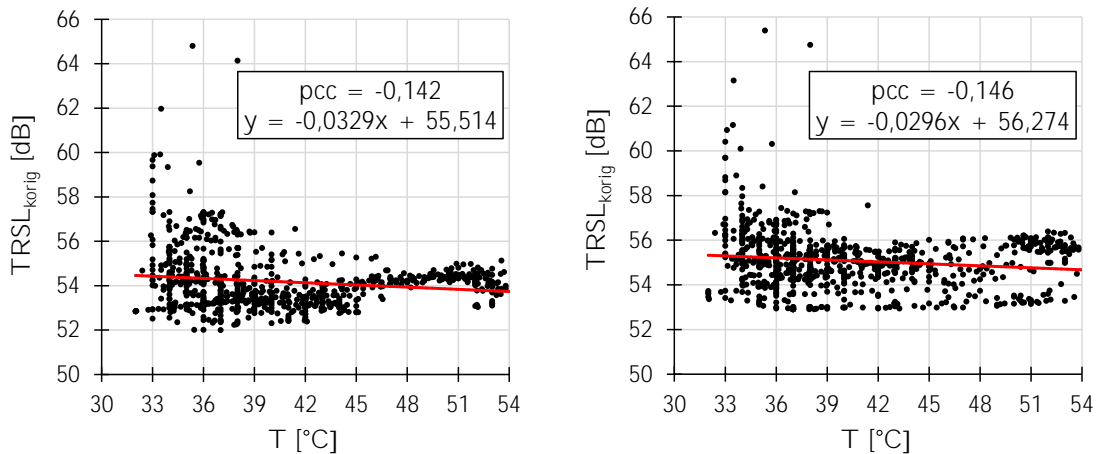 66
64
62
60
58
56
54
52
50
TRSLkorig [dB]
pcc = -0,142
y = -0,0329x + 55,514
30 33 36 39 42 45 48 51 54
T [°C]
66
64
62
60
58
56
54
52
50
TRSLkorig [dB]
pcc = -0,146
y = -0,0296x + 56,274
30 33 36 39 42 45 48 51 54
T [°C]